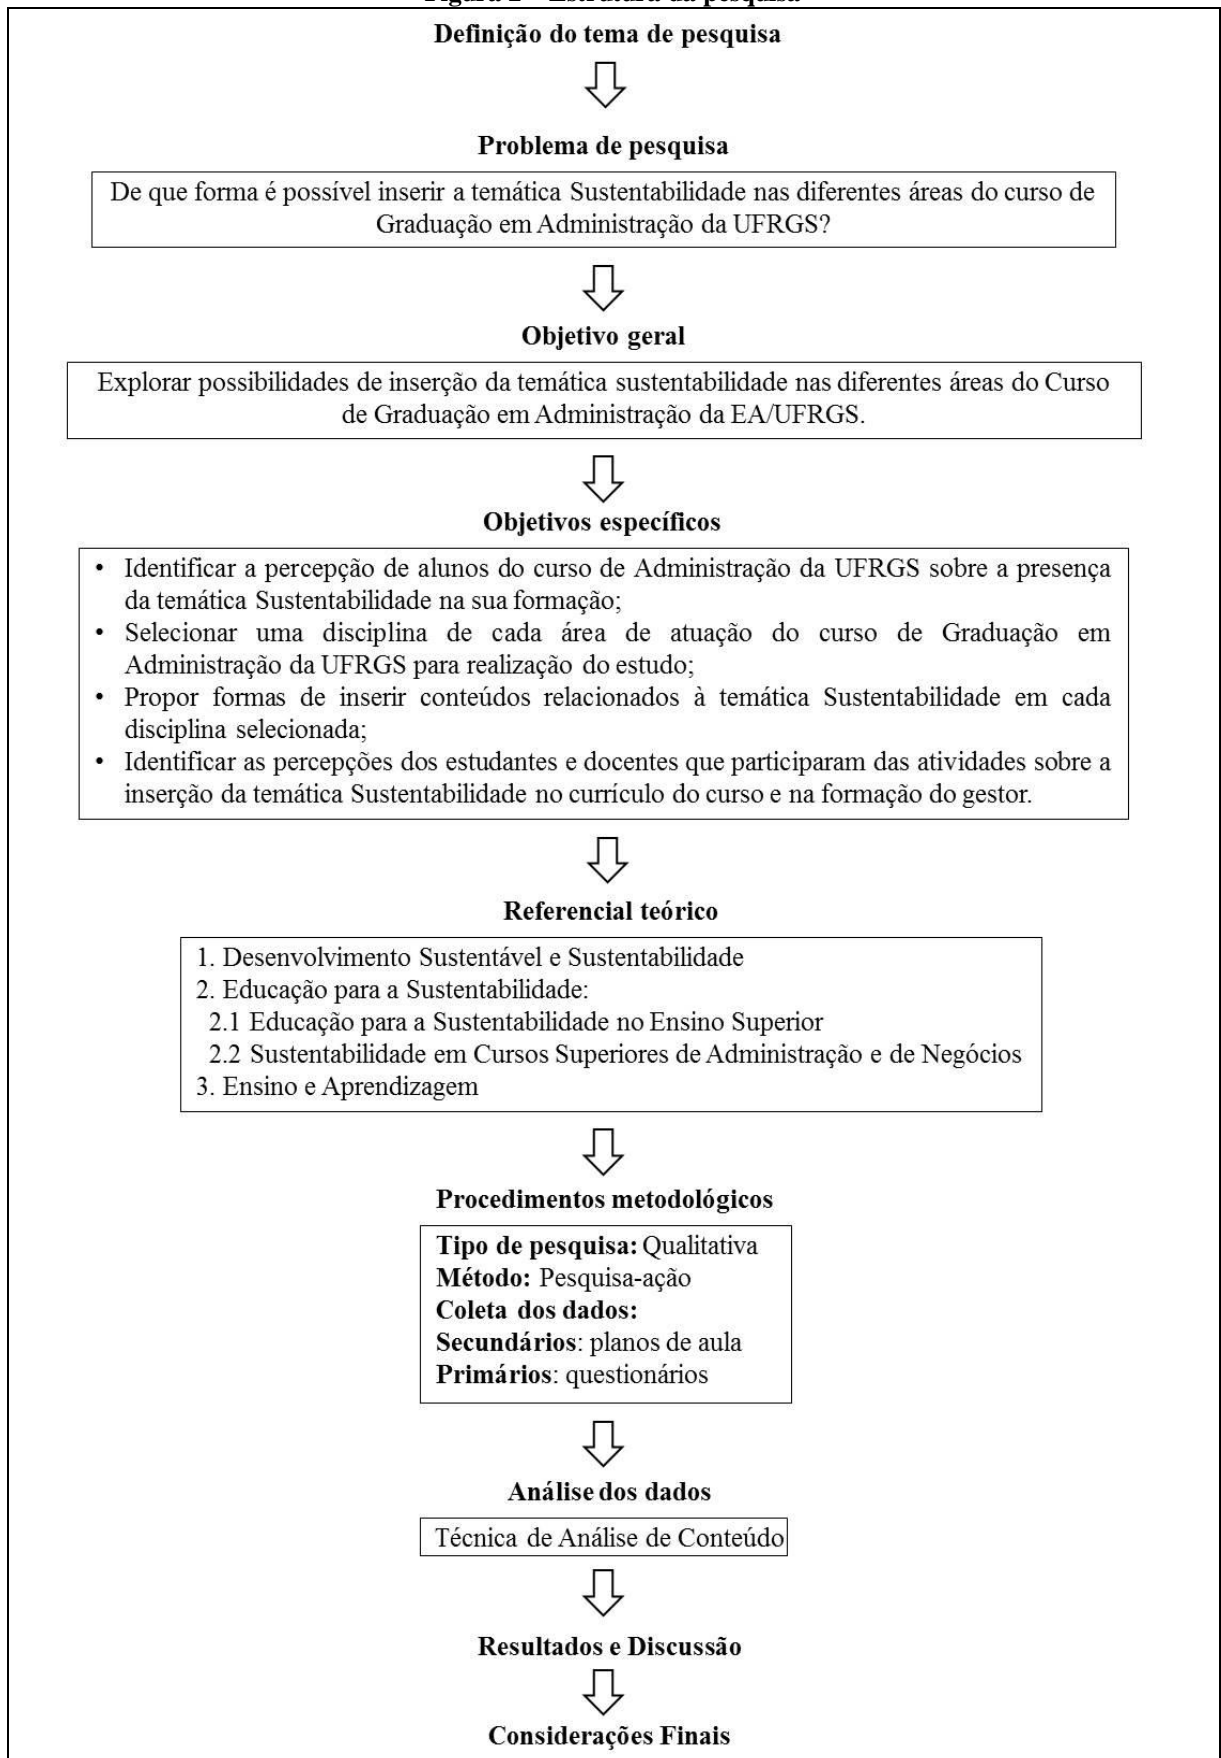 Estrutura da pesquisa
Definição do tema de pesquisa
Problema de pesquisa
De que forma é possível inserir a temática Sustentabilidade nas diferentes áreas do curso de
Graduação em Administração da UFRGS?
Objetivo geral
Explorar possibilidades de inserção da temática sustentabilidade nas diferentes áreas do Curso
de Graduação em Administração da EA/UFRGS.
Objetivos específicos
• Identificar a percepção de alunos do curso de Administração da UFRGS sobre a presença
da temática Sustentabilidade na sua formação;
• Selecionar uma disciplina de cada área de atuação do curso de Graduação em
Administração da UFRGS para realização do estudo;
• Propor formas de inserir conteúdos relacionados à temática Sustentabilidade em cada
disciplina selecionada;
• Identificar as percepções dos estudantes e docentes que participaram das atividades sobre a
inserção da temática Sustentabilidade no currículo do curso e na formação do gestor.
Referencial teórico
1. Desenvolvimento Sustentável e Sustentabilidade
2. Educação para a Sustentabilidade:
2.1 Educação para a Sustentabilidade no Ensino Superior
2.2 Sustentabilidade em Cursos Superiores de Administração e de Negócios
3. Ensino e Aprendizagem
Procedimentos metodológicos
Tipo de pesquisa: Qualitativa
Método: Pesquisa-ação
Coleta dos dados:
Secundários: planos de aula
Primários: questionários
Análise dos dados
Técnica de Análise de Conteúdo
Resultados e Discussão
Considerações Finais